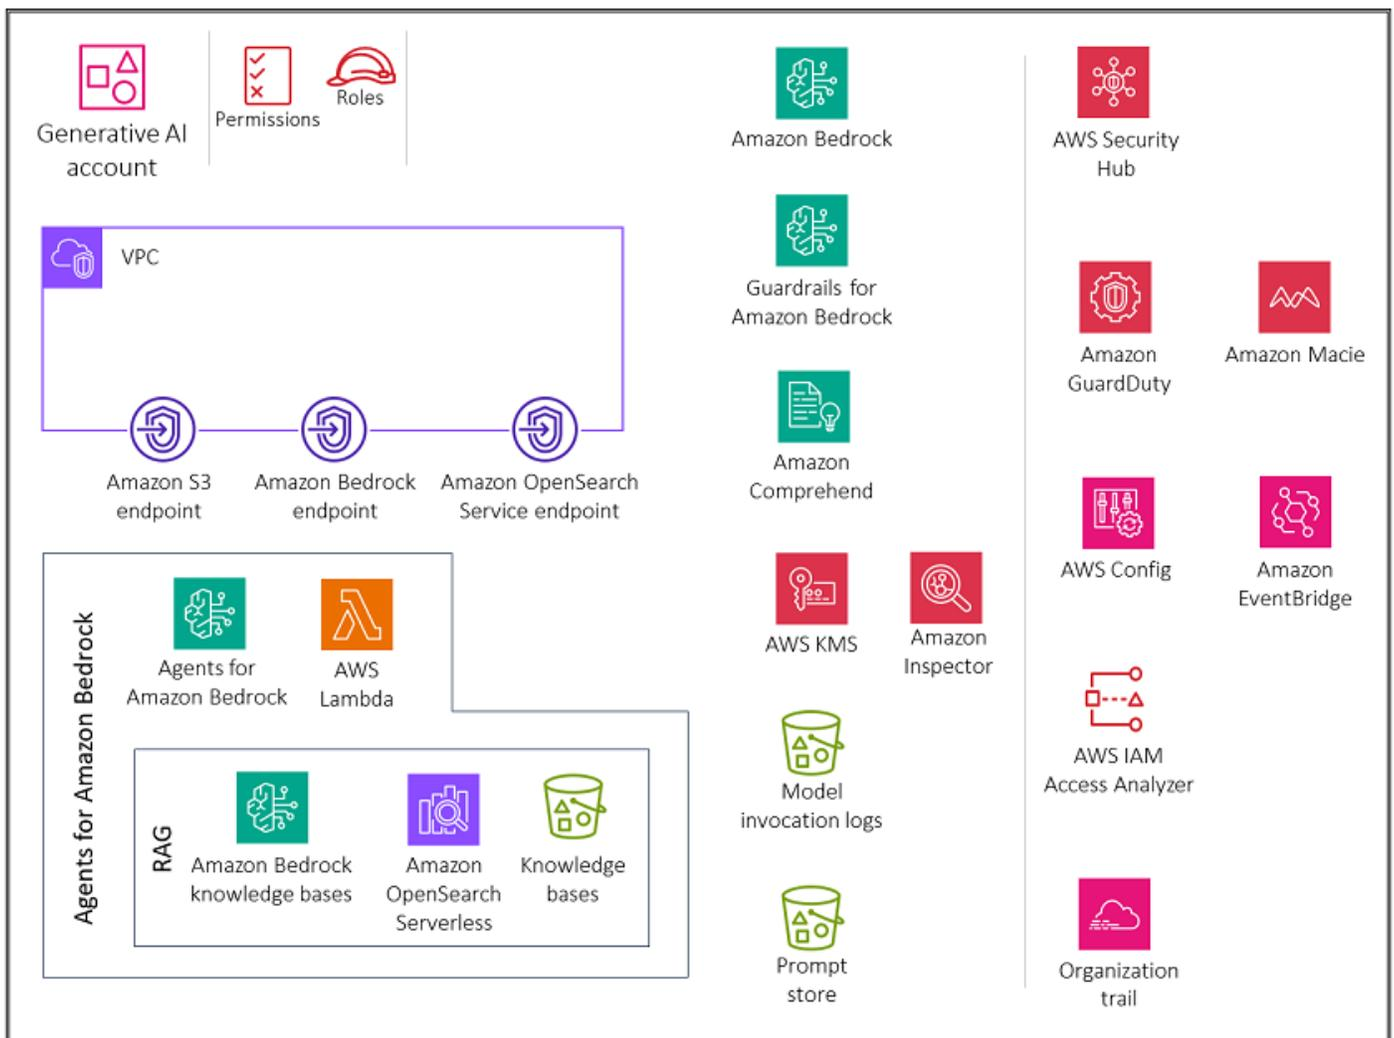 Generative AI
account
Permissions
Roles
VPC
Amazon S3
endpoint
Amazon Bedrock
endpoint
Amazon OpenSearch
Service endpoint
Agents for Amazon Bedrock
Agents for
Amazon Bedrock
AWS
Lambda
RAG
Amazon Bedrock
knowledge bases
Amazon
OpenSearch
Serverless
Knowledge
bases
Amazon Bedrock
Guardrails for
Amazon Bedrock
Amazon
Comprehend
AWS KMS
Amazon
Inspector
Model
invocation logs
Prompt
store
AWS Security
Hub
Amazon
GuardDuty
Amazon Macie
AWS Config
Amazon
EventBridge
AWS IAM
Access Analyzer
Organization
trail